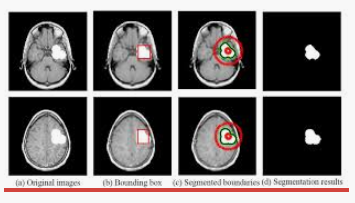 (a) Original images (b) Bounding box (c) Segmented boundaries (d) Segmentation results